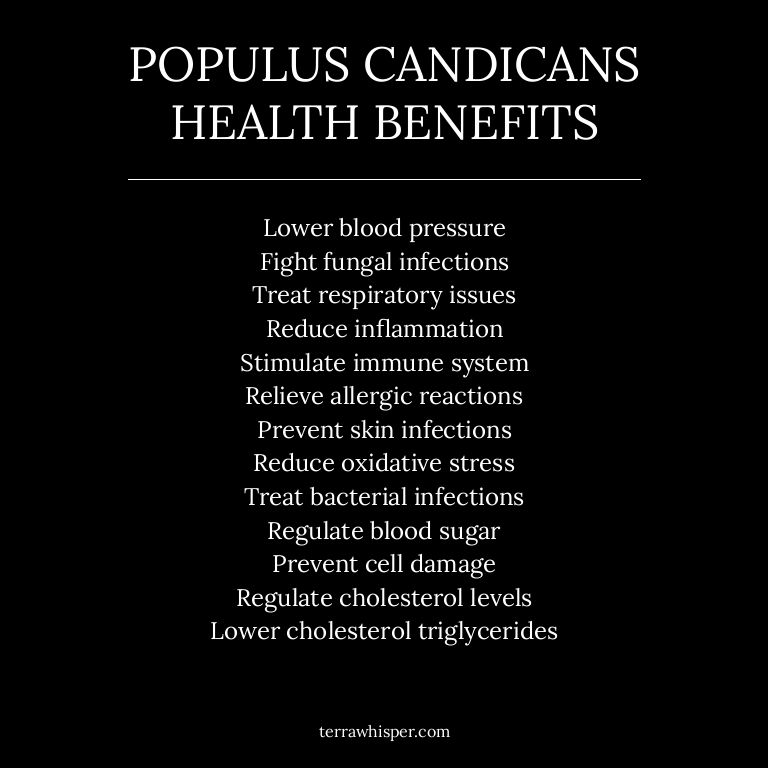 POPULUS CANDICANS
HEALTH BENEFITS
Lower blood pressure
Fight fungal infections
Treat respiratory issues
Reduce inflammation
Stimulate immune system
Relieve allergic reactions
Prevent skin infections
Reduce oxidative stress
Treat bacterial infections
Regulate blood sugar
Prevent cell damage
Regulate cholesterol levels
Lower cholesterol triglycerides
terrawhisper.com